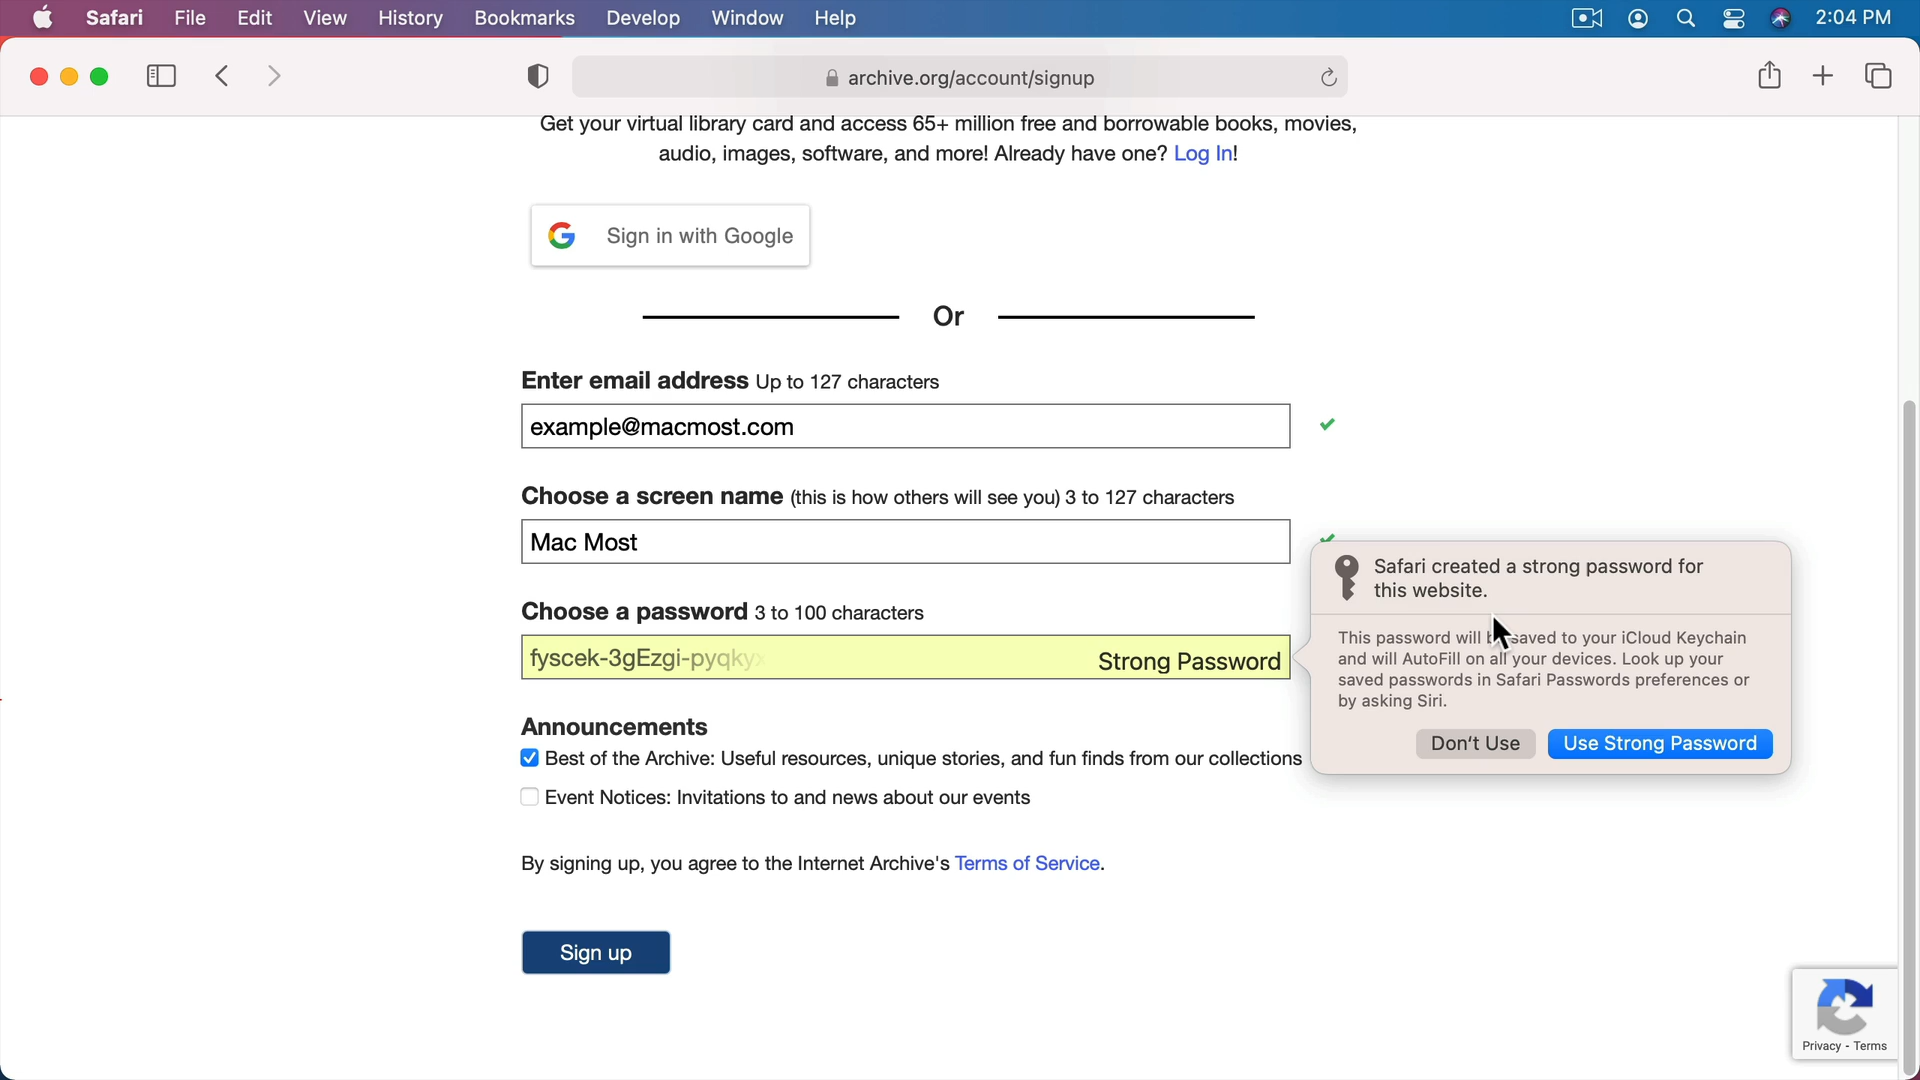 Safari File Edit View History Bookmarks Develop Window Help 2:04 PM
archive.org/account/signup
Get your virtual library card and access 65+ million free and borrowable books, movies,
audio, images, software, and more! Already have one? Log In!
Sign in with Google
Or
Enter email address Up to 127 characters
example@macmost.com
Choose a screen name (this is how others will see you) 3 to 127 characters
Mac Most
Choose a password 3 to 100 characters
fyscek-3gEzgi-pyqkyx Strong Password
Safari created a strong password for
this website.
This password will be saved to your iCloud Keychain
and will AutoFill on all your devices. Look up your
saved passwords in Safari Passwords preferences or
by asking Siri.
Don't Use Use Strong Password
Announcements
Best of the Archive: Useful resources, unique stories, and fun finds from our collections
Event Notices: Invitations to and news about our events
By signing up, you agree to the Internet Archive's Terms of Service.
Sign up
Privacy - Terms